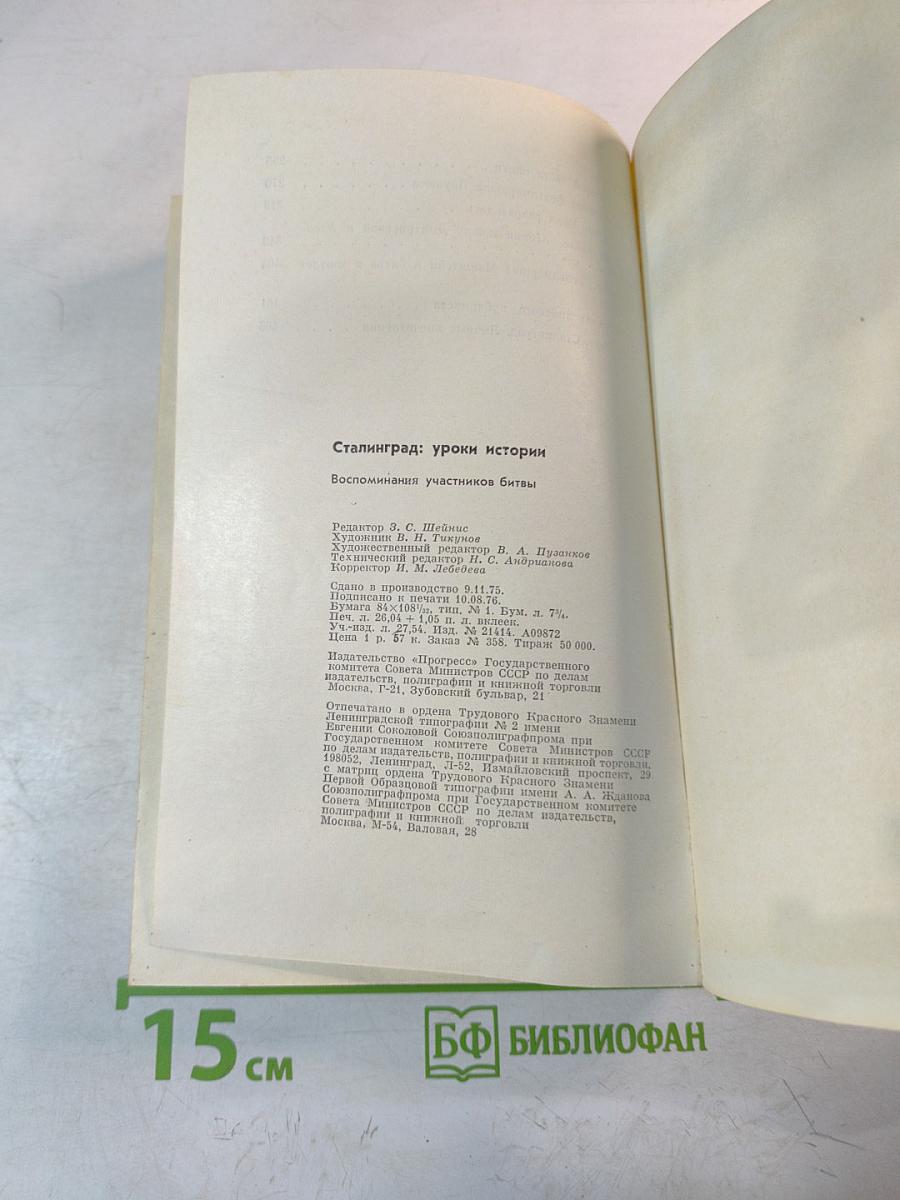 Сталинград: уроки истории
Воспоминания участников битвы
Редактор З. С. Шейнис
Художник В. Н. Тикунов
Художественный редактор В. А. Пузанков
Технический редактор Н. С. Андрианова
Корректор И. М. Лебедева
Сдано в производство 9.11.75.
Подписано к печати 10.08.76.
Бумага 84×108¹/₃₂, тип. № 1. Бум. л. 7³/₄.
Печ. л. 26,04 + 1,05 п. л. вклеек.
Уч.-изд. л. 27,54. Изд. № 21414. А09872
Цена 1 р. 57 к. Заказ № 358. Тираж 50 000.
Издательство «Прогресс» Государственного
комитета Совета Министров СССР по делам
издательств, полиграфии и книжной торговли
Москва, Г-21, Зубовский бульвар, 21
Отпечатано в ордена Трудового Красного Знамени
Ленинградской типографии № 2 имени
Евгении Соколовой Союзполиграфпрома при
Государственном комитете Совета Министров СССР
по делам издательств, полиграфии и книжной торговли,
198052, Ленинград, Л-52, Измайловский проспект, 29
с матриц ордена Трудового Красного Знамени
Первой Образцовой типографии имени А. А. Жданова
Союзполиграфпрома при Государственном комитете
Совета Министров СССР по делам издательств,
полиграфии и книжной торговли
Москва, М-54, Валовая, 28
15 см
БФ БИБЛИОФАН